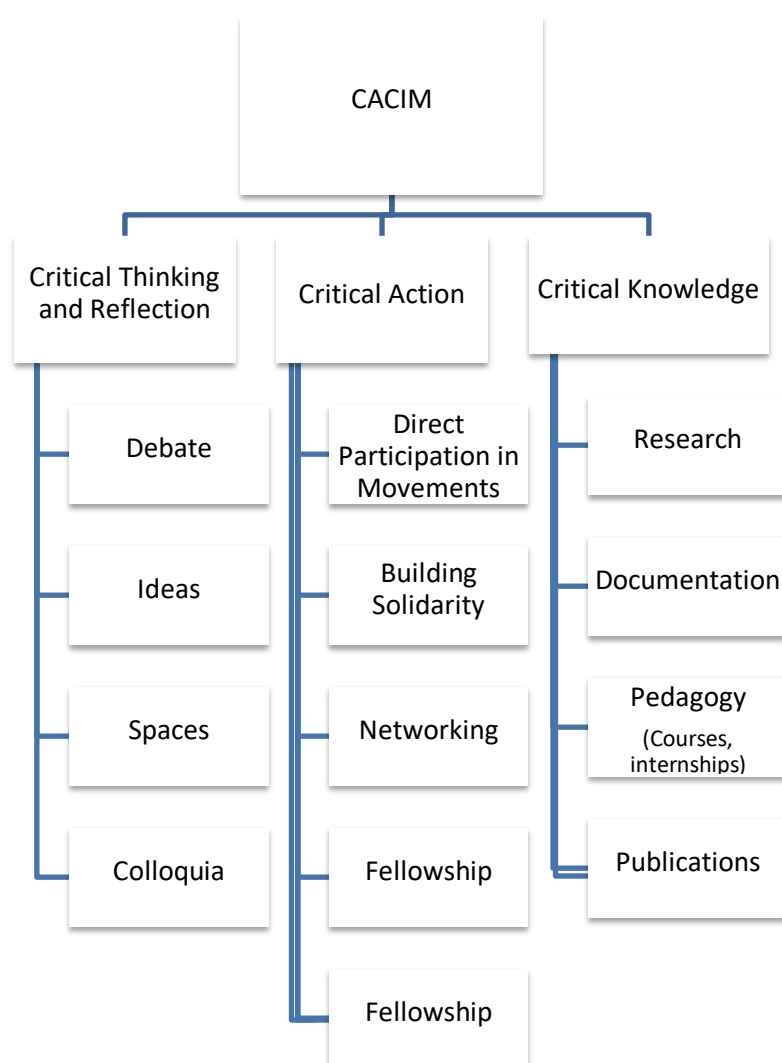 CACIM
Critical Thinking
and Reflection
Critical Action
Critical Knowledge
Debate
Ideas
Spaces
Colloquia
Direct
Participation in
Movements
Building
Solidarity
Networking
Fellowship
Fellowship
Research
Documentation
Pedagogy
(Courses,
internships)
Publications